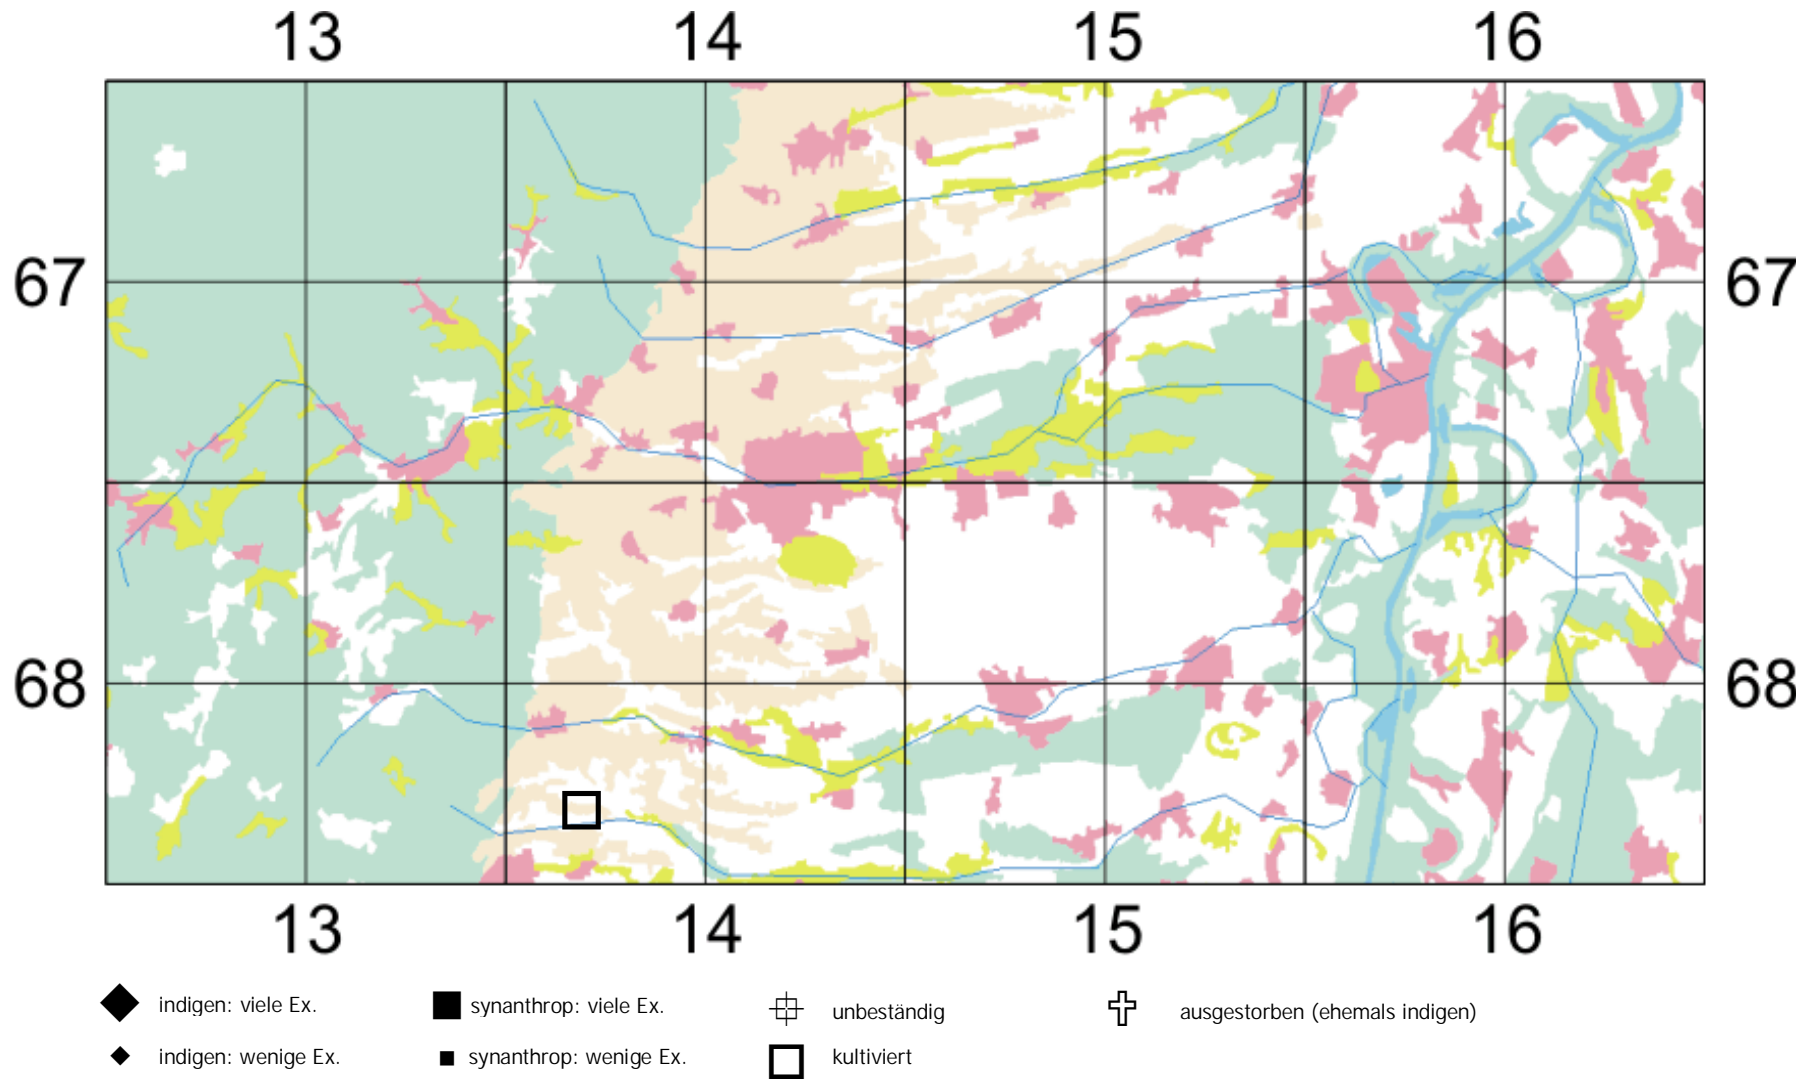 13 14 15 16
67 67
68 68
13 14 15 16
indigen: viele Ex. synanthrop: viele Ex. unbeständig ausgestorben (ehemals indigen)
indigen: wenige Ex. synanthrop: wenige Ex. kultiviert